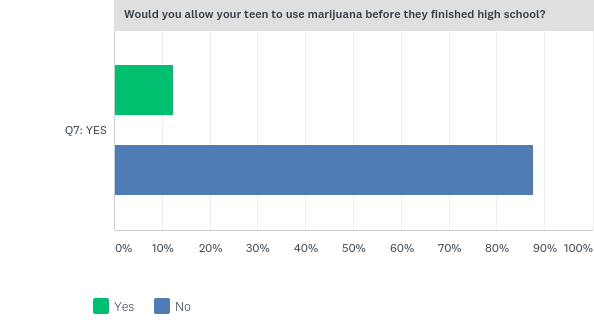 Would you allow your teen to use marijuana before they finished high school?
Q7: YES
0% 10% 20% 30% 40% 50% 60% 70% 80% 90% 100%
Yes No